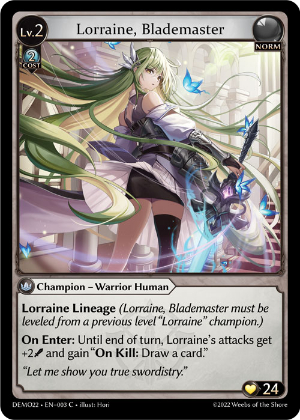 Lv.2
Lorraine, Blademaster
2
COST
NORM
Champion – Warrior Human
Lorraine Lineage (Lorraine, Blademaster must be
leveled from a previous level “Lorraine” champion.)
On Enter: Until end of turn, Lorraine's attacks get
+2 and gain “On Kill: Draw a card.”
“Let me show you true swordistry.”
24
DEMO22 • EN-003 C • illust: Hori
©2022 Weebs of the Shore